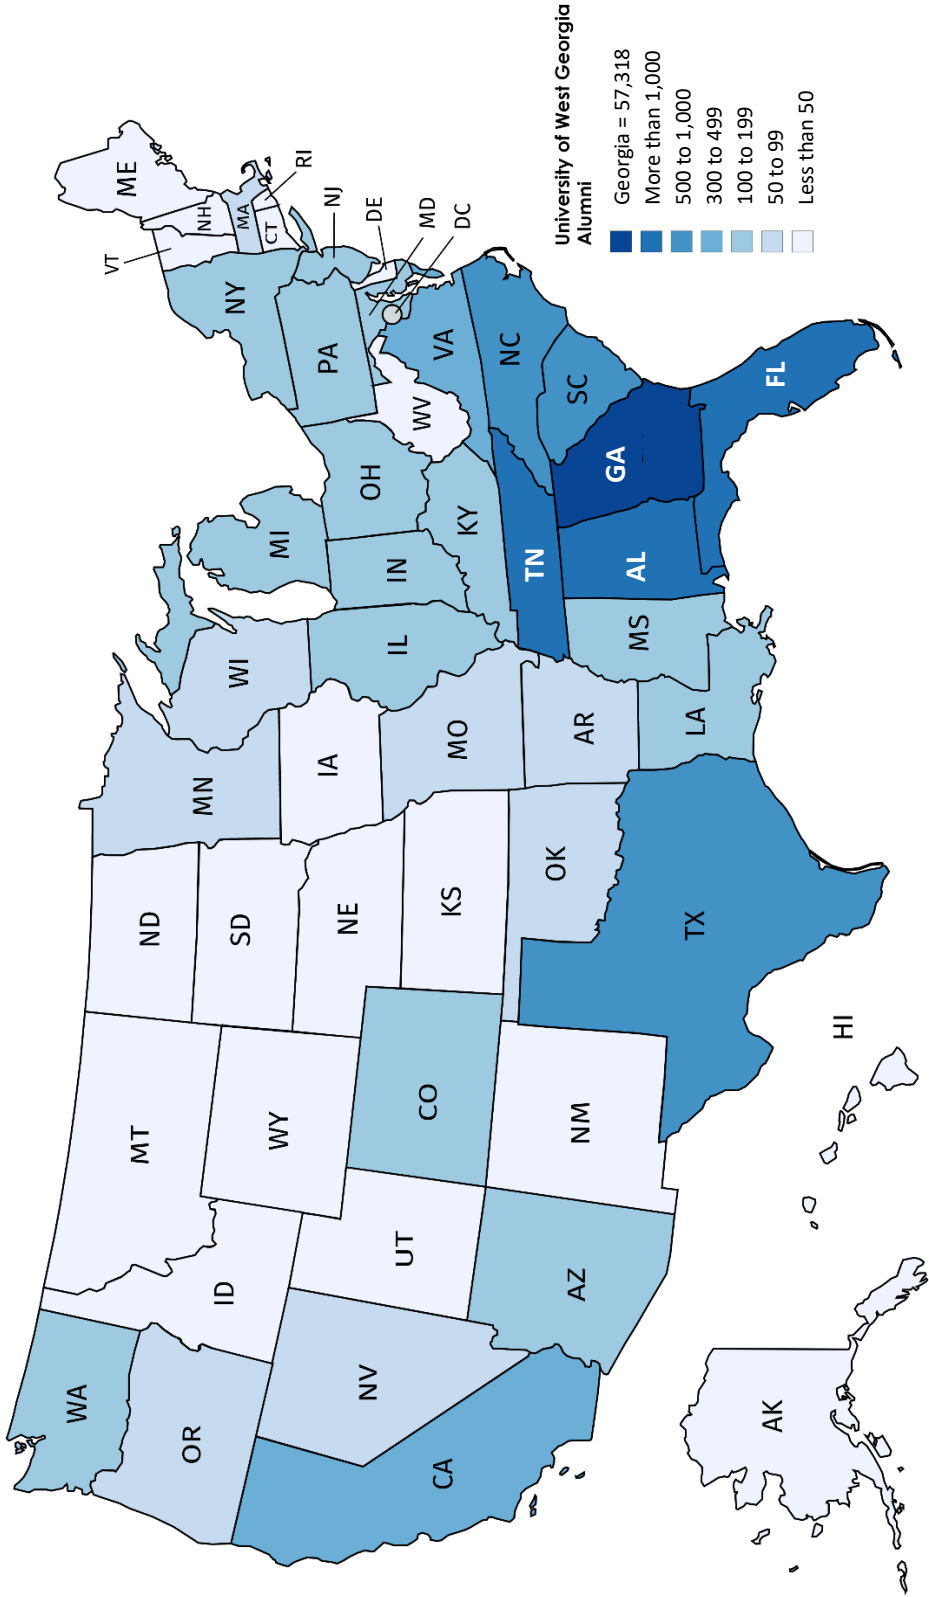 WA
OR
CA
NV
ID
MT
WY
UT
AZ
CO
NM
ND
SD
NE
KS
OK
TX
MN
IA
MO
AR
LA
WI
IL
MS
MI
IN
OH
KY
TN
AL
GA
FL
SC
NC
VA
WV
PA
NY
VT
NH
ME
MA
CT
RI
NJ
DE
MD
DC
AK
HI
University of West Georgia
Alumni
Georgia = 57,318
More than 1,000
500 to 1,000
300 to 499
100 to 199
50 to 99
Less than 50